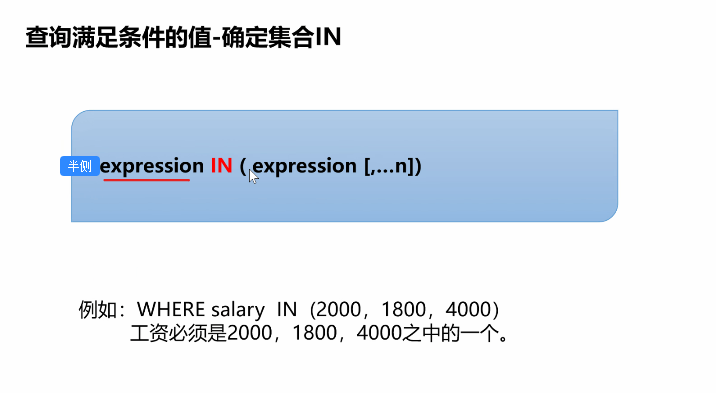 查询满足条件的值-确定集合IN
半侧
expression IN ( expression [,…n])
例如：WHERE salary IN（2000，1800，4000）
工资必须是2000，1800，4000之中的一个。